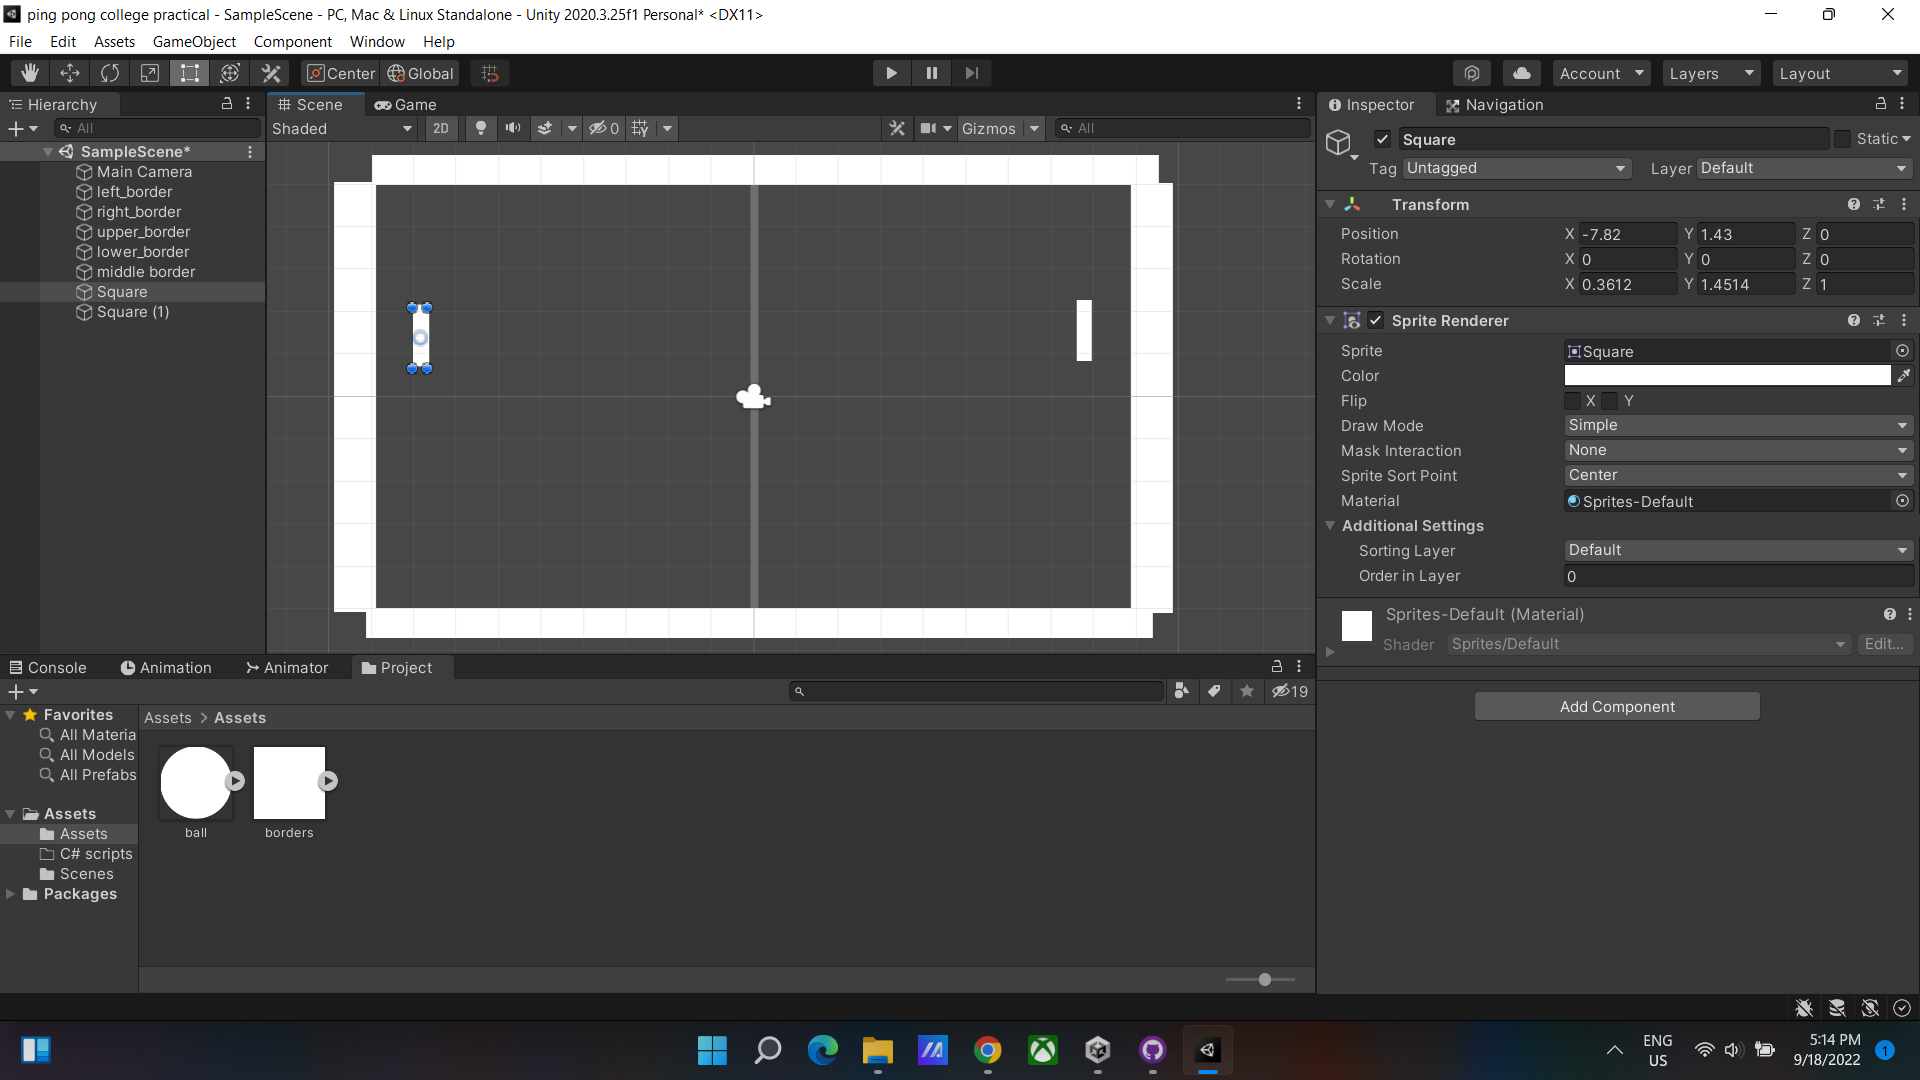 ping pong college practical - SampleScene - PC, Mac & Linux Standalone - Unity 2020.3.25f1 Personal* <DX11>
File Edit Assets GameObject Component Window Help
Center Global Account Layers Layout
Hierarchy
All
SampleScene*
Main Camera
left_border
right_border
upper_border
lower_border
middle border
Square
Square (1)
Scene Game
Shaded 2D 0 Gizmos All
Inspector Navigation
Square Static
Tag Untagged Layer Default
Transform
Position X -7.82 Y 1.43 Z 0
Rotation X 0 Y 0 Z 0
Scale X 0.3612 Y 1.4514 Z 1
Sprite Renderer
Sprite Square
Color
Flip X Y
Draw Mode Simple
Mask Interaction None
Sprite Sort Point Center
Material Sprites-Default
Additional Settings
Sorting Layer Default
Order in Layer 0
Sprites-Default (Material)
Shader Sprites/Default Edit...
Add Component
Console Animation Animator Project
19
Favorites
All Materia
All Models
All Prefabs
Assets
Assets
C# scripts
Scenes
Packages
Assets > Assets
ball borders
ENG
US
5:14 PM
9/18/2022
1